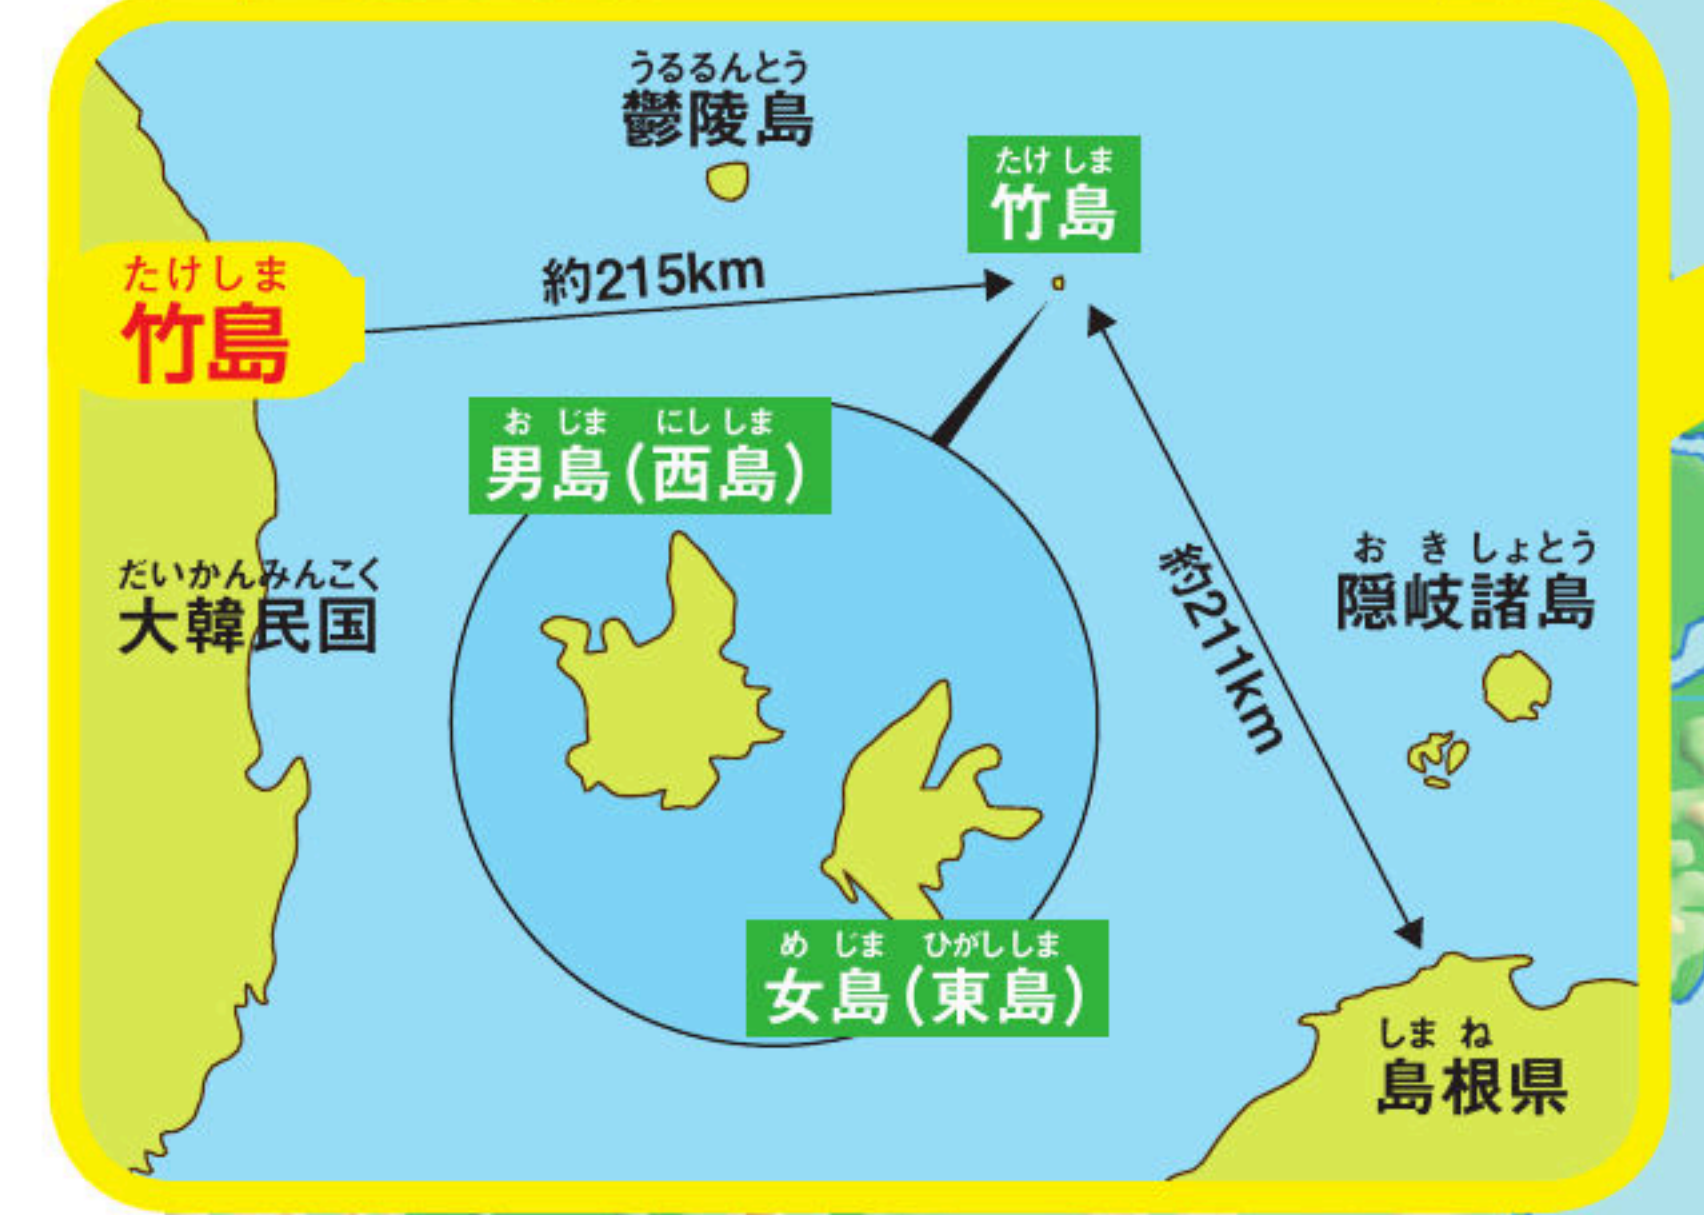 うるるんとう
鬱陵島
たけ しま
竹島
約215km
たけしま
竹島
お じま にし しま
男島(西島)
だいかんみんこく
大韓民国
約211km
お き しょとう
隠岐諸島
め じま ひがし しま
女島(東島)
しま ね
島根県